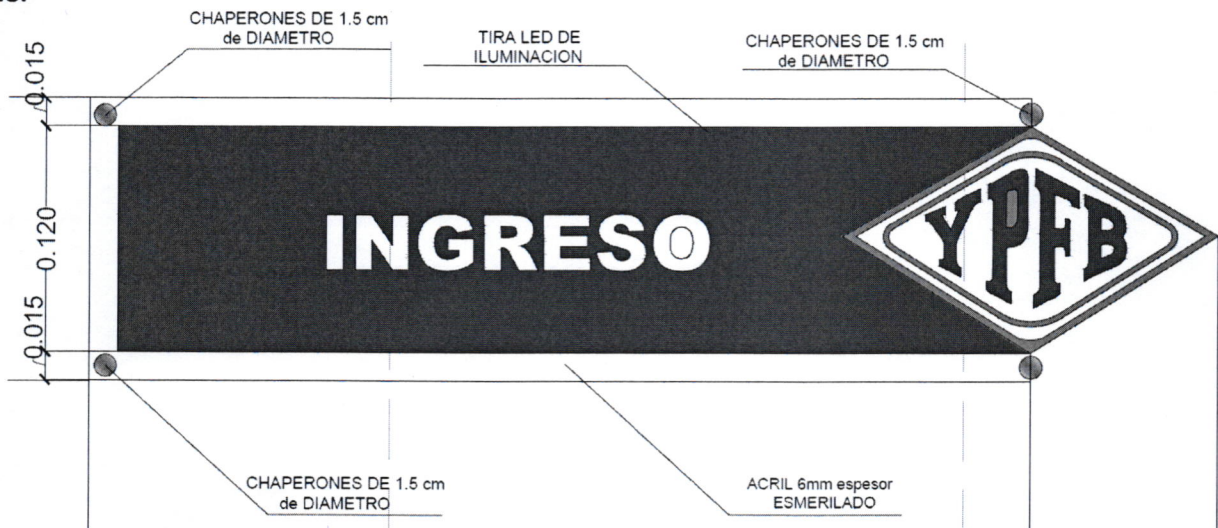 CHAPERONES DE 1.5 cm
de DIAMETRO
TIRA LED DE
ILUMINACION
CHAPERONES DE 1.5 cm
de DIAMETRO
0.015
0.120
0.015
INGRESO
YPFB
CHAPERONES DE 1.5 cm
de DIAMETRO
ACRIL 6mm espesor
ESMERILADO